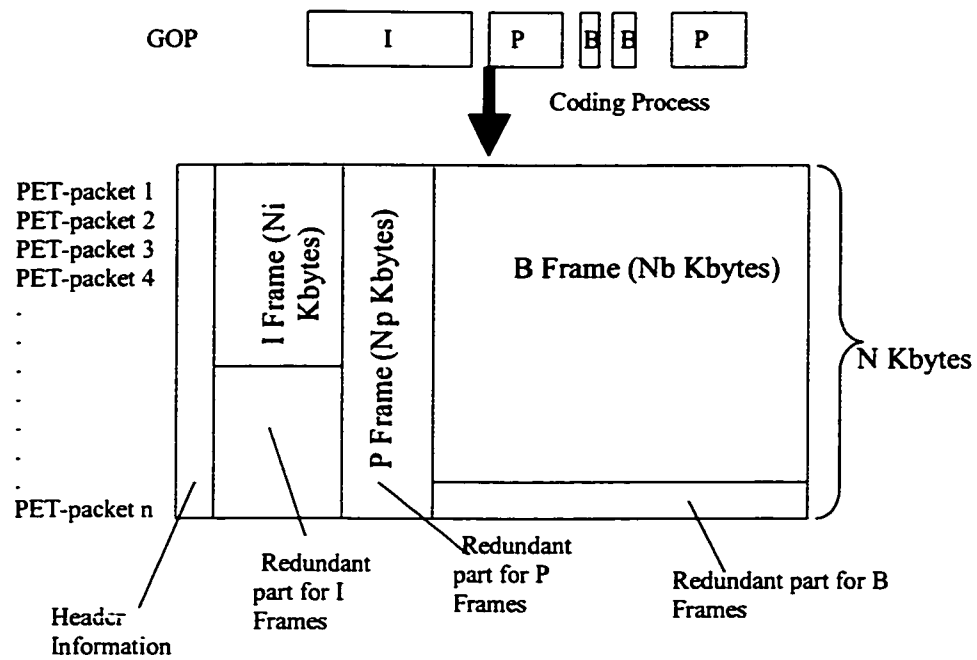 GOP
I
P
B
B
P
Coding Process
PET-packet 1
PET-packet 2
PET-packet 3
PET-packet 4
.
.
.
.
.
.
.
PET-packet n
I Frame (Ni
Kbytes)
P Frame (Np Kbytes)
B Frame (Nb Kbytes)
N Kbytes
Header
Information
Redundant
part for I
Frames
Redundant
part for P
Frames
Redundant part for B
Frames